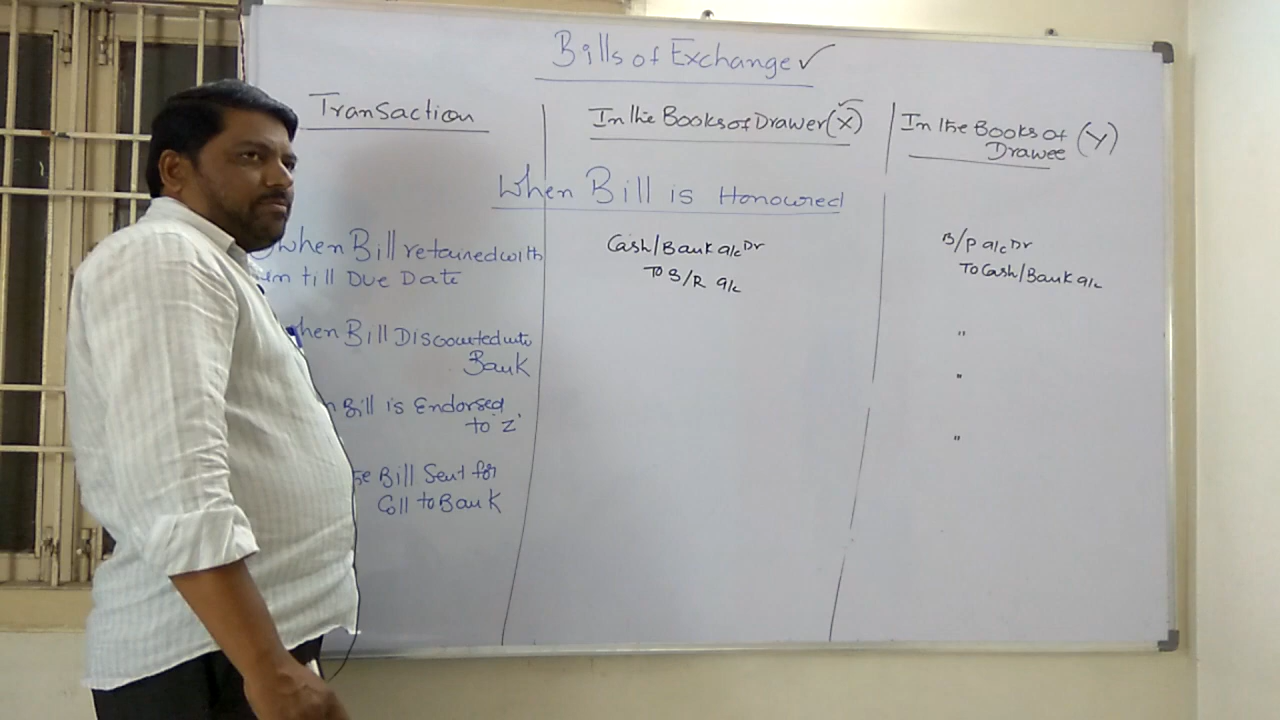 Bills of Exchange ✓
Transaction
In the Books of Drawer (X)
In the Books of (Y)
Drawee
When Bill is Honoured
When Bill retained with
till Due Date
Cash/Bank a/c Dr
To B/R a/c
B/P a/c Dr
To Cash/Bank a/c
hen Bill Discounted with
Bank
"
Bill is Endorsed
to 'Z'
"
Bill Sent for
Coll to Bank
"